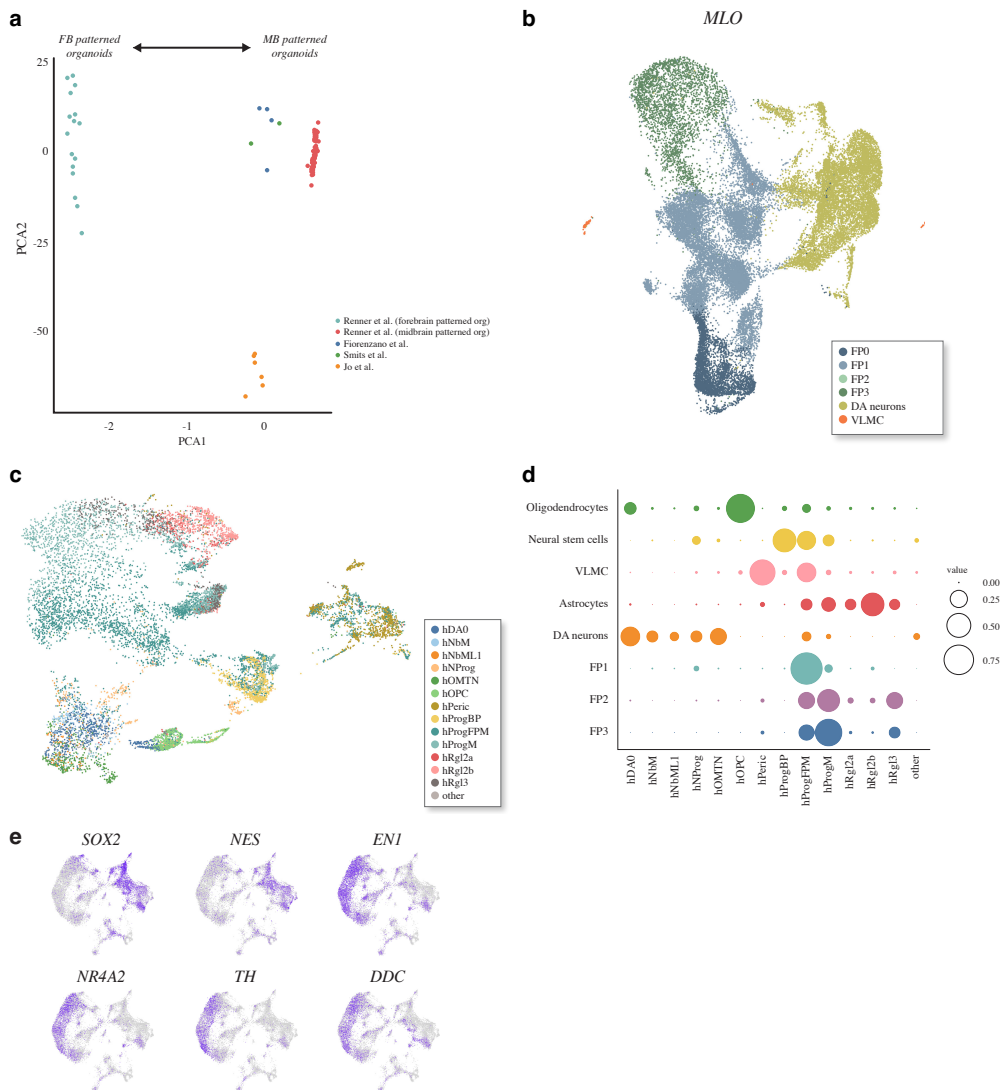 a
FB patterned
organoids
MB patterned
organoids
25
0
-25
-50
PCA2
-2
-1
0
PCA1
Renner et al. (forebrain patterned org)
Renner et al. (midbrain patterned org)
Fiorenzano et al.
Smits et al.
Jo et al.
b
MLO
FP0
FP1
FP2
FP3
DA neurons
VLMC
c
hDA0
hNbM
hNbML1
hNProg
hOMTN
hOPC
hPeric
hProgBP
hProgFPM
hProgM
hRgl2a
hRgl2b
hRgl3
other
d
Oligodendrocytes
Neural stem cells
VLMC
Astrocytes
DA neurons
FP1
FP2
FP3
hDA0
hNbM
hNbML1
hNProg
hOMTN
hOPC
hPeric
hProgBP
hProgFPM
hProgM
hRgl2a
hRgl2b
hRgl3
other
value
0.00
0.25
0.50
0.75
e
SOX2
NES
EN1
NR4A2
TH
DDC